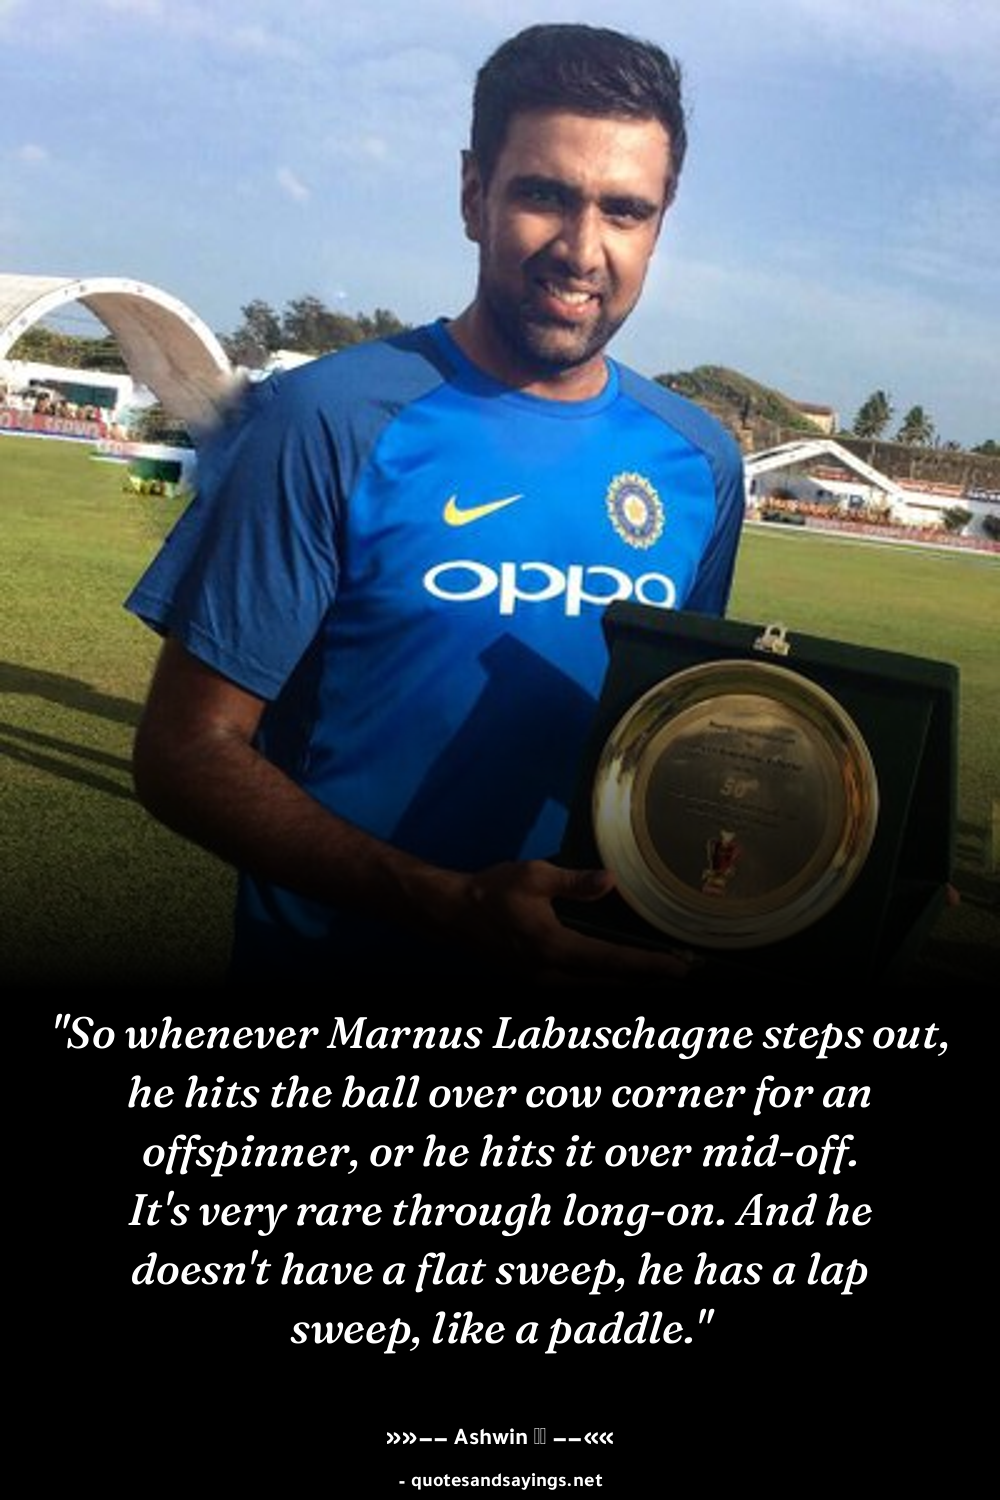 oppo
50th
"So whenever Marnus Labuschagne steps out,
he hits the ball over cow corner for an
offspinner, or he hits it over mid-off.
It's very rare through long-on. And he
doesn't have a flat sweep, he has a lap
sweep, like a paddle."
»»–– Ashwin ––««
- quotesandsayings.net